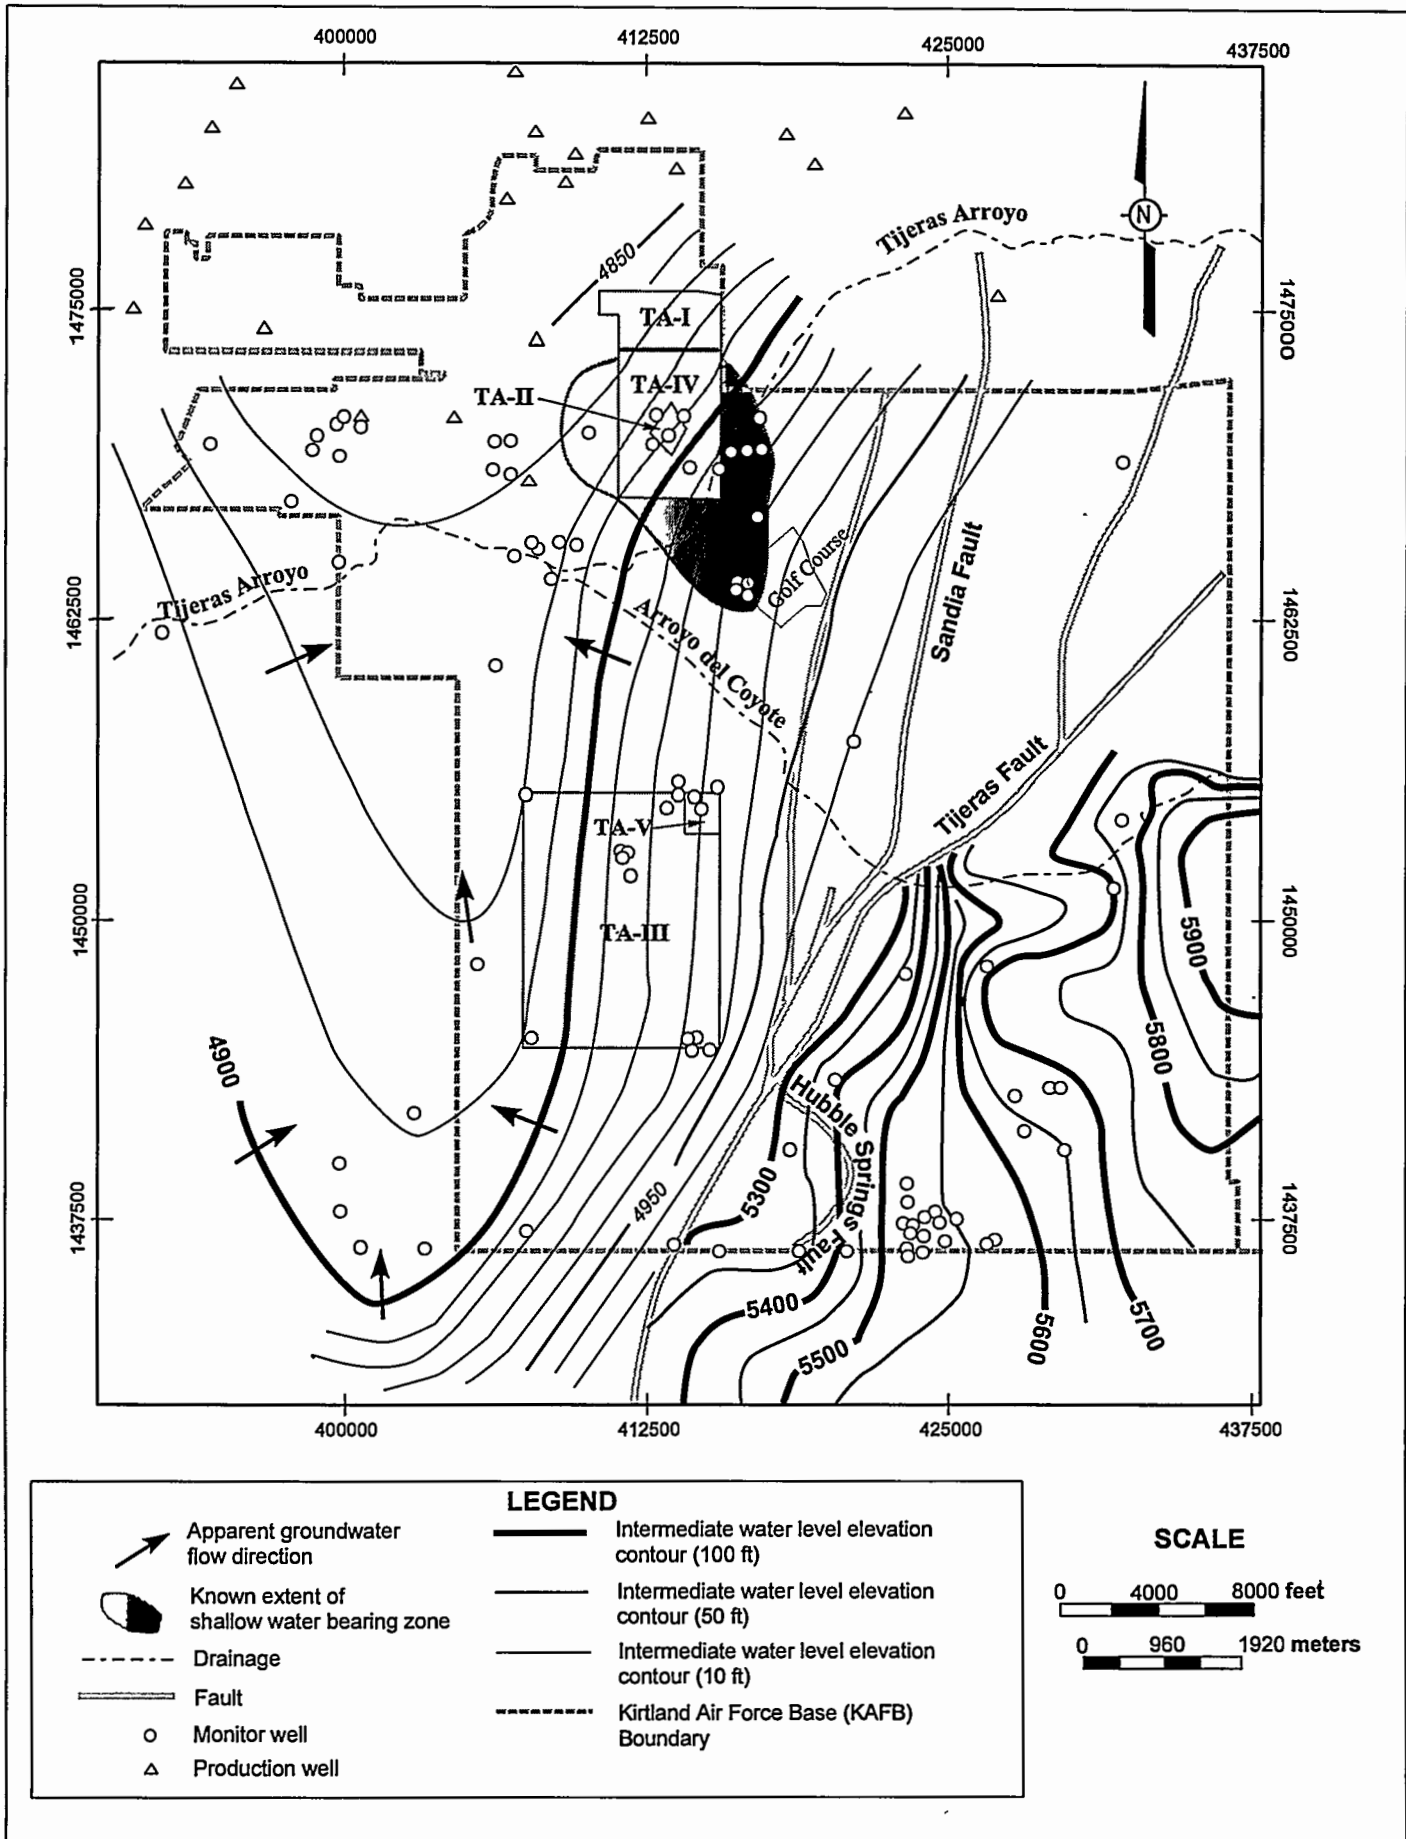 400000
412500
425000
437500
N
Tijeras Arroyo
4850
1475000
1475000
TA-I
TA-IV
TA-II
Golf Course
Sandia Fault
Tijeras Arroyo
1462500
1462500
Arroyo del Coyote
Tijeras Fault
TA-V
5900
1450000
1450000
TA-III
4900
5800
Hubble Springs Fault
5300
4950
1437500
1437500
5400
5500
5600
5700
400000
412500
425000
437500
LEGEND
Apparent groundwater
flow direction
Known extent of
shallow water bearing zone
Drainage
Fault
Monitor well
Production well
Intermediate water level elevation
contour (100 ft)
Intermediate water level elevation
contour (50 ft)
Intermediate water level elevation
contour (10 ft)
Kirtland Air Force Base (KAFB)
Boundary
SCALE
0 4000 8000 feet
0 960 1920 meters